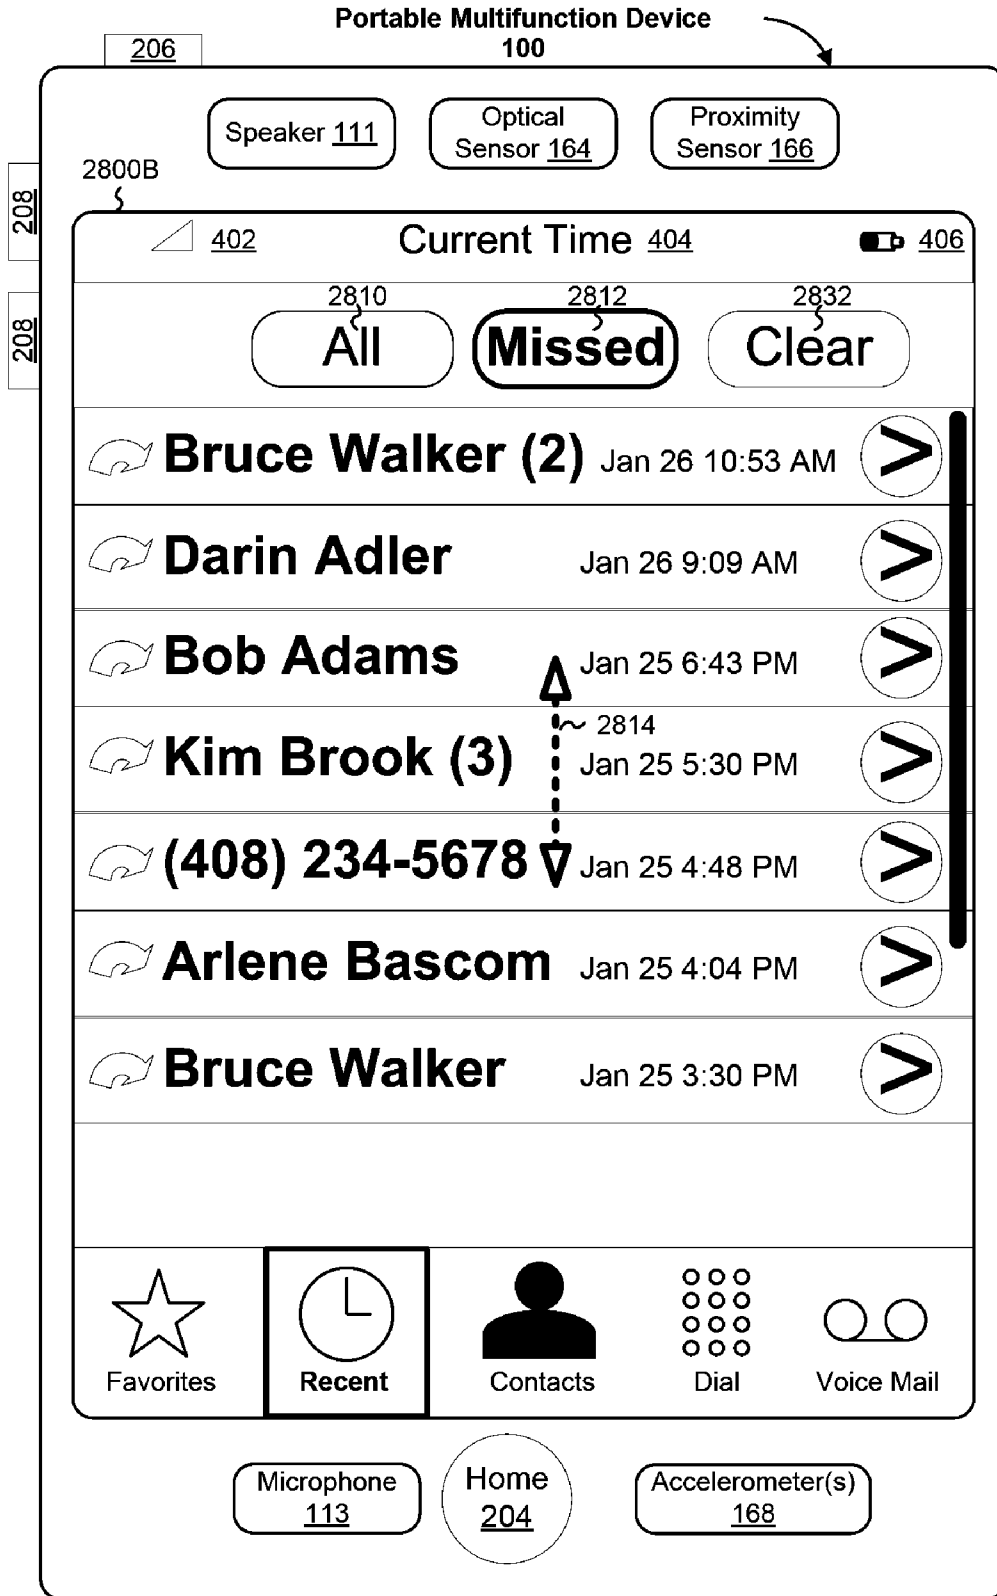 Portable Multifunction Device
100
206
Speaker 111
Optical
Sensor 164
Proximity
Sensor 166
2800B
208
208
402
Current Time 404
406
2810
2812
2832
All
Missed
Clear
Bruce Walker (2) Jan 26 10:53 AM >
Darin Adler Jan 26 9:09 AM >
Bob Adams Jan 25 6:43 PM >
2814
Kim Brook (3) Jan 25 5:30 PM >
(408) 234-5678 Jan 25 4:48 PM >
Arlene Bascom Jan 25 4:04 PM >
Bruce Walker Jan 25 3:30 PM >
Favorites
Recent
Contacts
Dial
Voice Mail
Microphone
113
Home
204
Accelerometer(s)
168